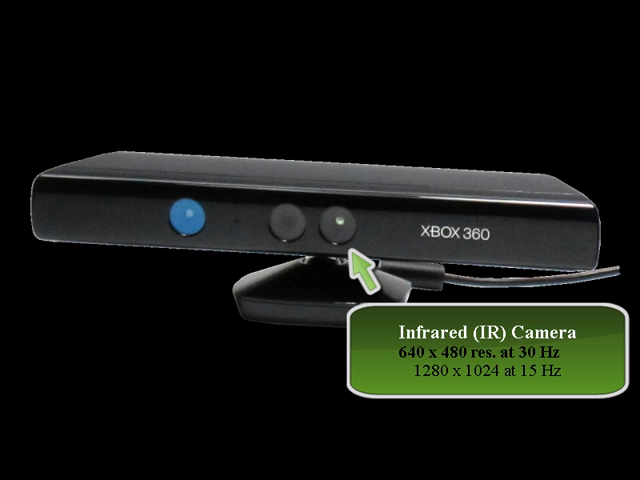 XBOX 360
Infrared (IR) Camera
640 x 480 res. at 30 Hz
1280 x 1024 at 15 Hz